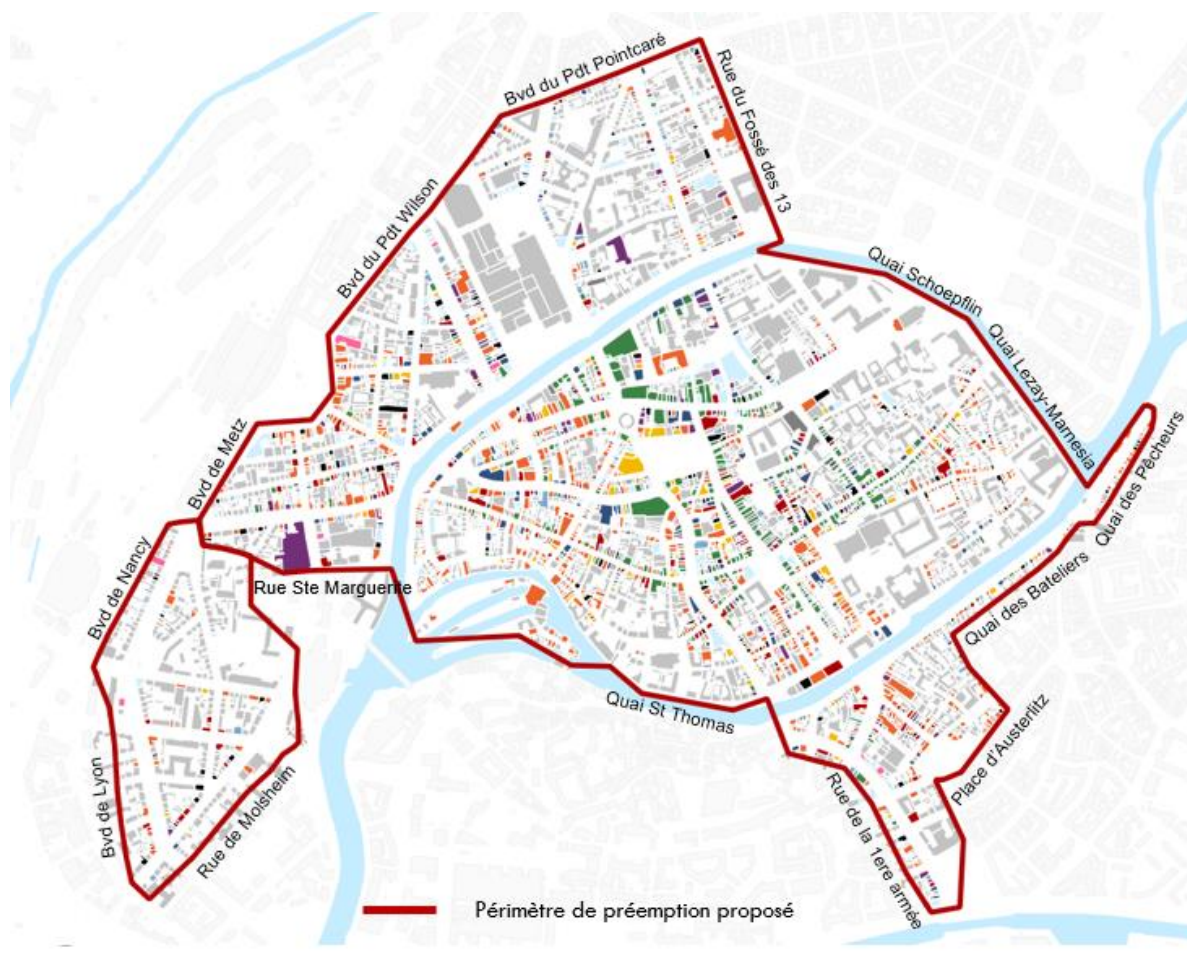 Bvd du Pdt Pointcaré
Rue du Fossé des 13
Bvd du Pdt Wilson
Quai Schoepflin
Quai Lezay-Marnesia
Bvd de Metz
Quai des Pêcheurs
Bvd de Nancy
Rue Ste Marguerite
Quai des Bateliers
Quai St Thomas
Place d'Austerlitz
Bvd de Lyon
Rue de Molsheim
Rue de la 1ere armée
Périmètre de préemption proposé